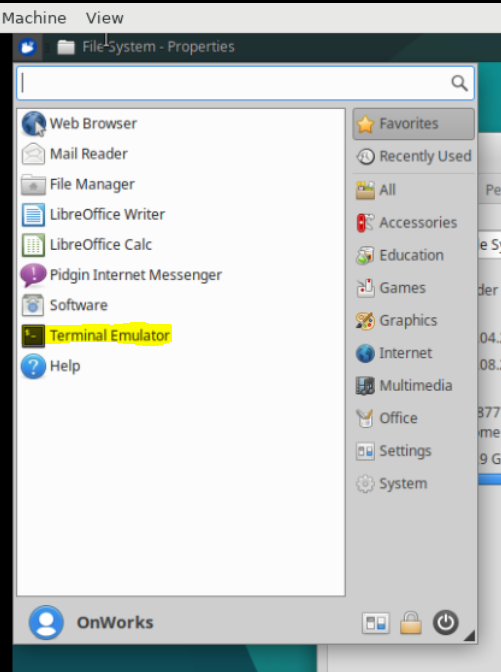 Machine View
File System - Properties
Web Browser
Mail Reader
File Manager
LibreOffice Writer
LibreOffice Calc
Pidgin Internet Messenger
Software
Terminal Emulator
Help
Favorites
Recently Used
All
Accessories
Education
Games
Graphics
Internet
Multimedia
Office
Settings
System
Pe
e Sy
der
04.
08.
877
ome
9 G
OnWorks